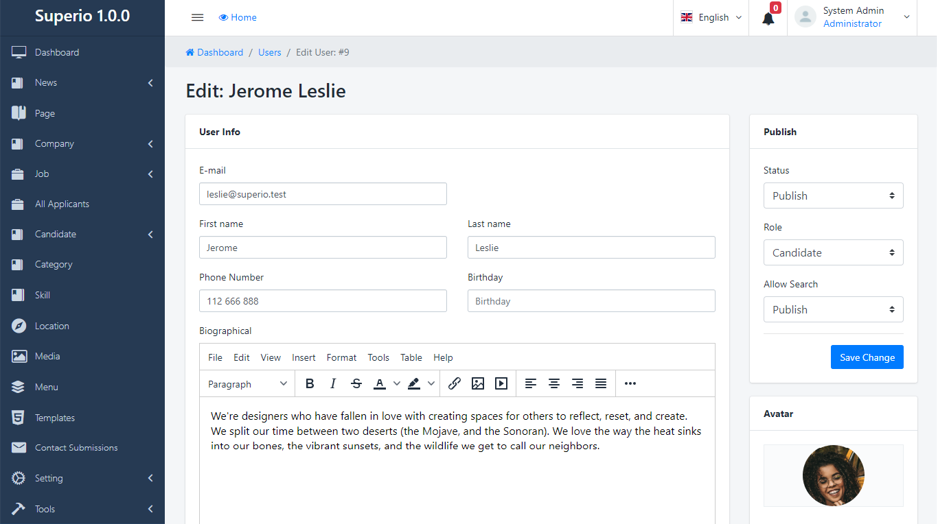 Superio 1.0.0
Home
English
0
System Admin
Administrator
Dashboard
News
Page
Company
Job
All Applicants
Candidate
Category
Skill
Location
Media
Menu
Templates
Contact Submissions
Setting
Tools
Dashboard / Users / Edit User: #9
Edit: Jerome Leslie
User Info
E-mail
leslie@superio.test
First name
Last name
Jerome
Leslie
Phone Number
Birthday
112 666 888
Birthday
Biographical
File Edit View Insert Format Tools Table Help
Paragraph B I S A
We're designers who have fallen in love with creating spaces for others to reflect, reset, and create.
We split our time between two deserts (the Mojave, and the Sonoran). We love the way the heat sinks
into our bones, the vibrant sunsets, and the wildlife we get to call our neighbors.
Publish
Status
Publish
Role
Candidate
Allow Search
Publish
Save Change
Avatar